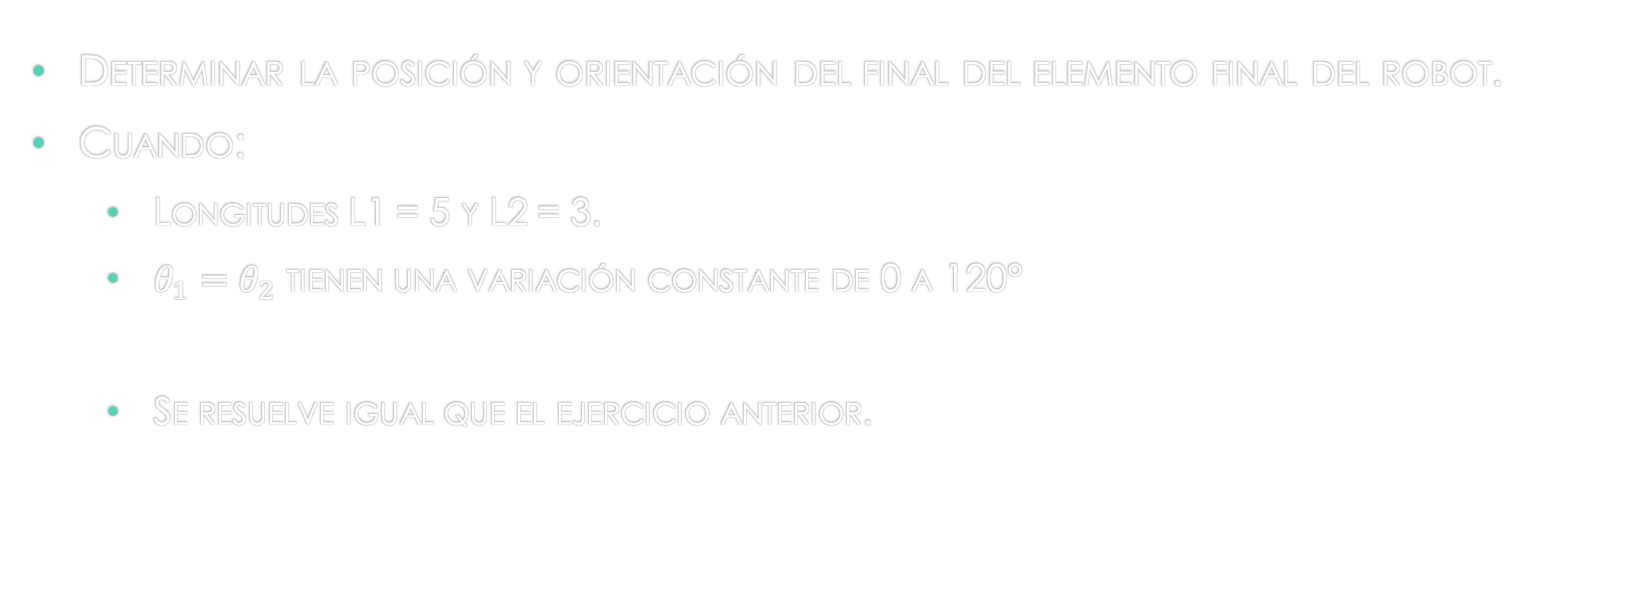 • Determinar la posición y orientación del final del elemento final del robot.
• Cuando:
• Longitudes L1 = 5 y L2 = 3.
• θ₁ = θ₂ tienen una variación constante de 0 a 120°
• Se resuelve igual que el ejercicio anterior.